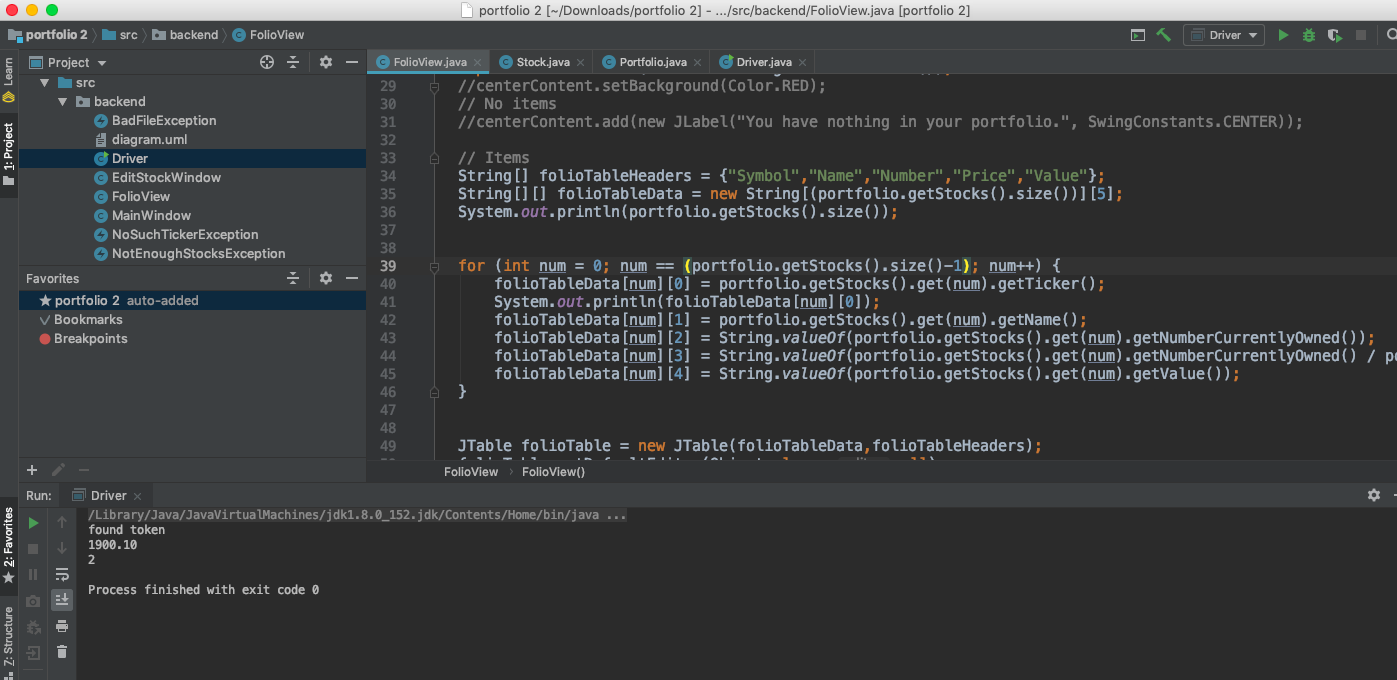 portfolio 2 [~/Downloads/portfolio 2] - .../src/backend/FolioView.java [portfolio 2]
portfolio 2 src backend FolioView Driver
Learn
1: Project
2: Favorites
Z: Structure
Project
src
backend
BadFileException
diagram.uml
Driver
EditStockWindow
FolioView
MainWindow
NoSuchTickerException
NotEnoughStocksException
Favorites
portfolio 2 auto-added
Bookmarks
Breakpoints
FolioView.java Stock.java Portfolio.java Driver.java
29 //centerContent.setBackground(Color.RED);
30 // No items
31 //centerContent.add(new JLabel("You have nothing in your portfolio.", SwingConstants.CENTER));
32
33 // Items
34 String[] folioTableHeaders = {"Symbol","Name","Number","Price","Value"};
35 String[][] folioTableData = new String[(portfolio.getStocks().size())][5];
36 System.out.println(portfolio.getStocks().size());
37
38
39 for (int num = 0; num == (portfolio.getStocks().size()-1); num++) {
40 folioTableData[num][0] = portfolio.getStocks().get(num).getTicker();
41 System.out.println(folioTableData[num][0]);
42 folioTableData[num][1] = portfolio.getStocks().get(num).getName();
43 folioTableData[num][2] = String.valueOf(portfolio.getStocks().get(num).getNumberCurrentlyOwned());
44 folioTableData[num][3] = String.valueOf(portfolio.getStocks().get(num).getNumberCurrentlyOwned() /
45 folioTableData[num][4] = String.valueOf(portfolio.getStocks().get(num).getValue());
46 }
47
48
49 JTable folioTable = new JTable(folioTableData,folioTableHeaders);
FolioView FolioView()
Run: Driver
/Library/Java/JavaVirtualMachines/jdk1.8.0_152.jdk/Contents/Home/bin/java ...
found token
1900.10
2
Process finished with exit code 0